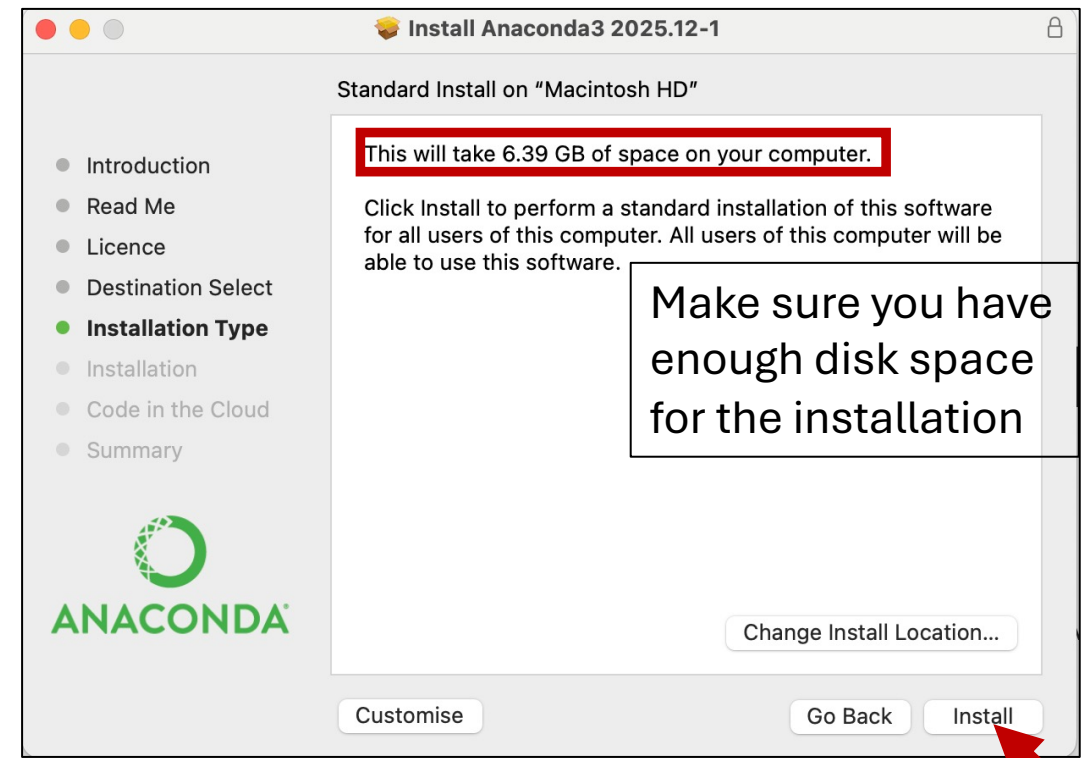 Install Anaconda3 2025.12-1
Standard Install on “Macintosh HD”
Introduction
Read Me
Licence
Destination Select
Installation Type
Installation
Code in the Cloud
Summary
ANACONDA
This will take 6.39 GB of space on your computer.
Click Install to perform a standard installation of this software
for all users of this computer. All users of this computer will be
able to use this software.
Make sure you have
enough disk space
for the installation
Change Install Location...
Customise
Go Back
Install